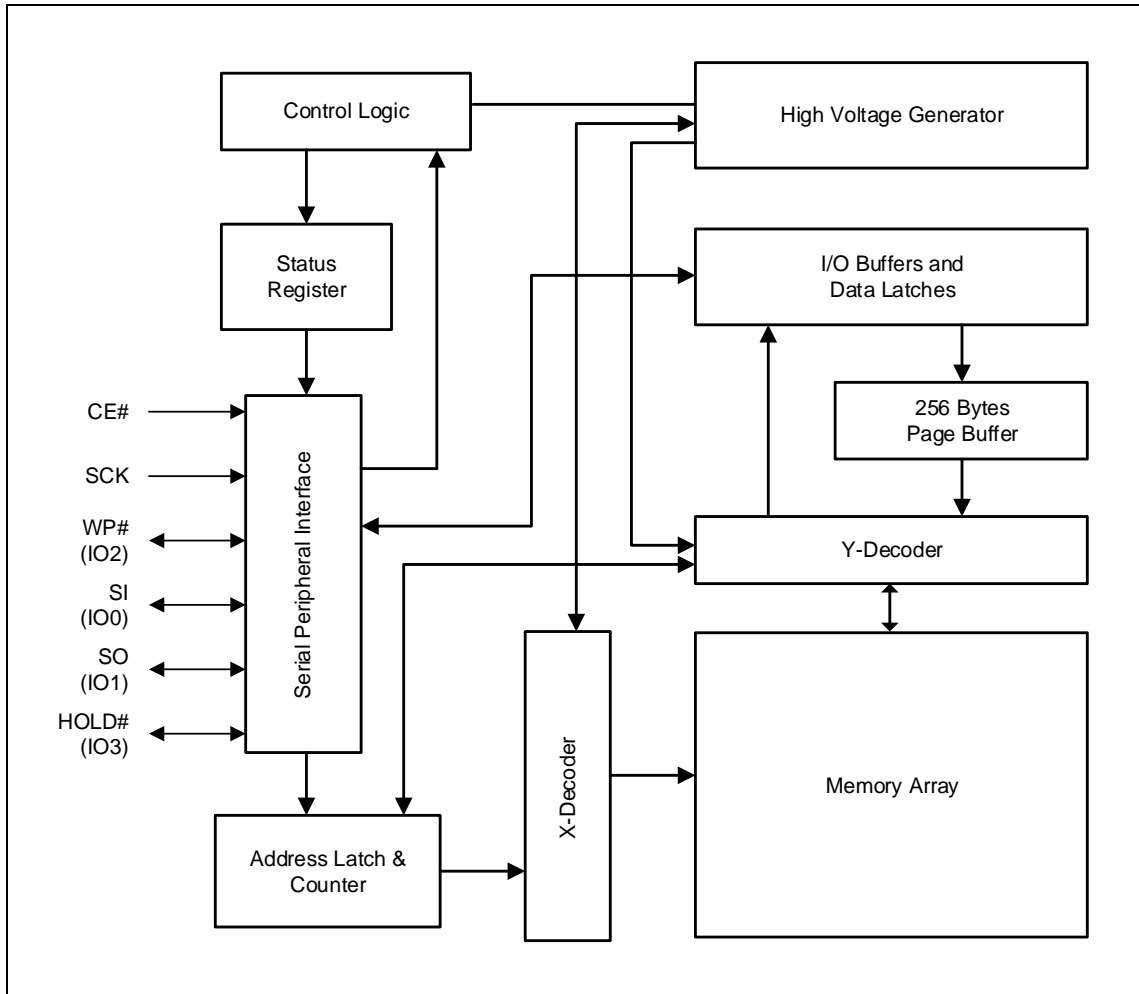 Control Logic
High Voltage Generator
Status
Register
I/O Buffers and
Data Latches
256 Bytes
Page Buffer
CE#
SCK
WP#
(IO2)
SI
(IO0)
SO
(IO1)
HOLD#
(IO3)
Serial Peripheral Interface
Y-Decoder
X-Decoder
Memory Array
Address Latch &
Counter